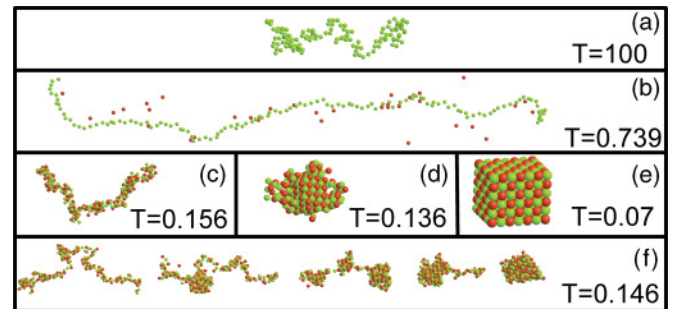 (a)
T=100
(b)
T=0.739
(c)
T=0.156
(d)
T=0.136
(e)
T=0.07
(f)
T=0.146